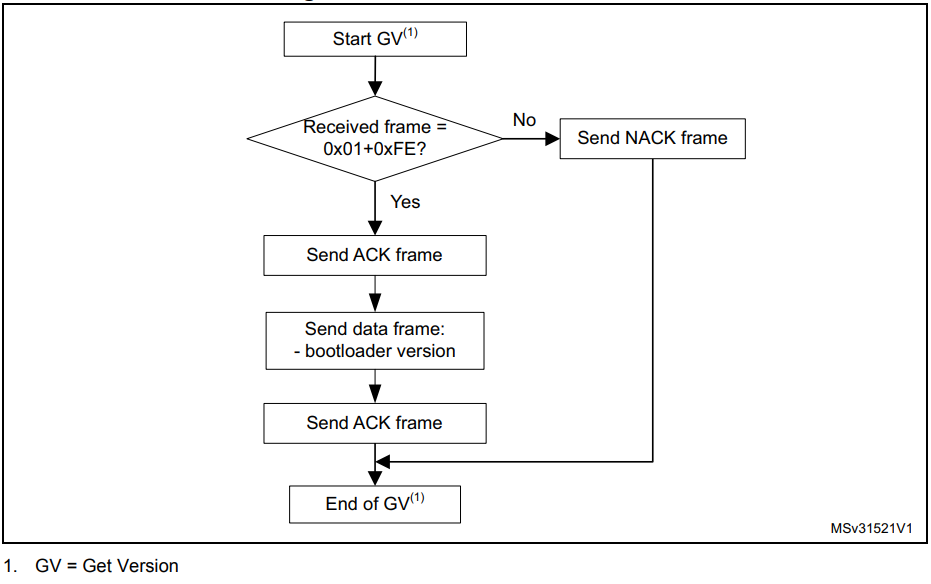 Start GV(1)
Received frame =
0x01+0xFE?
No
Send NACK frame
Yes
Send ACK frame
Send data frame:
- bootloader version
Send ACK frame
End of GV(1)
MSv31521V1
1. GV = Get Version